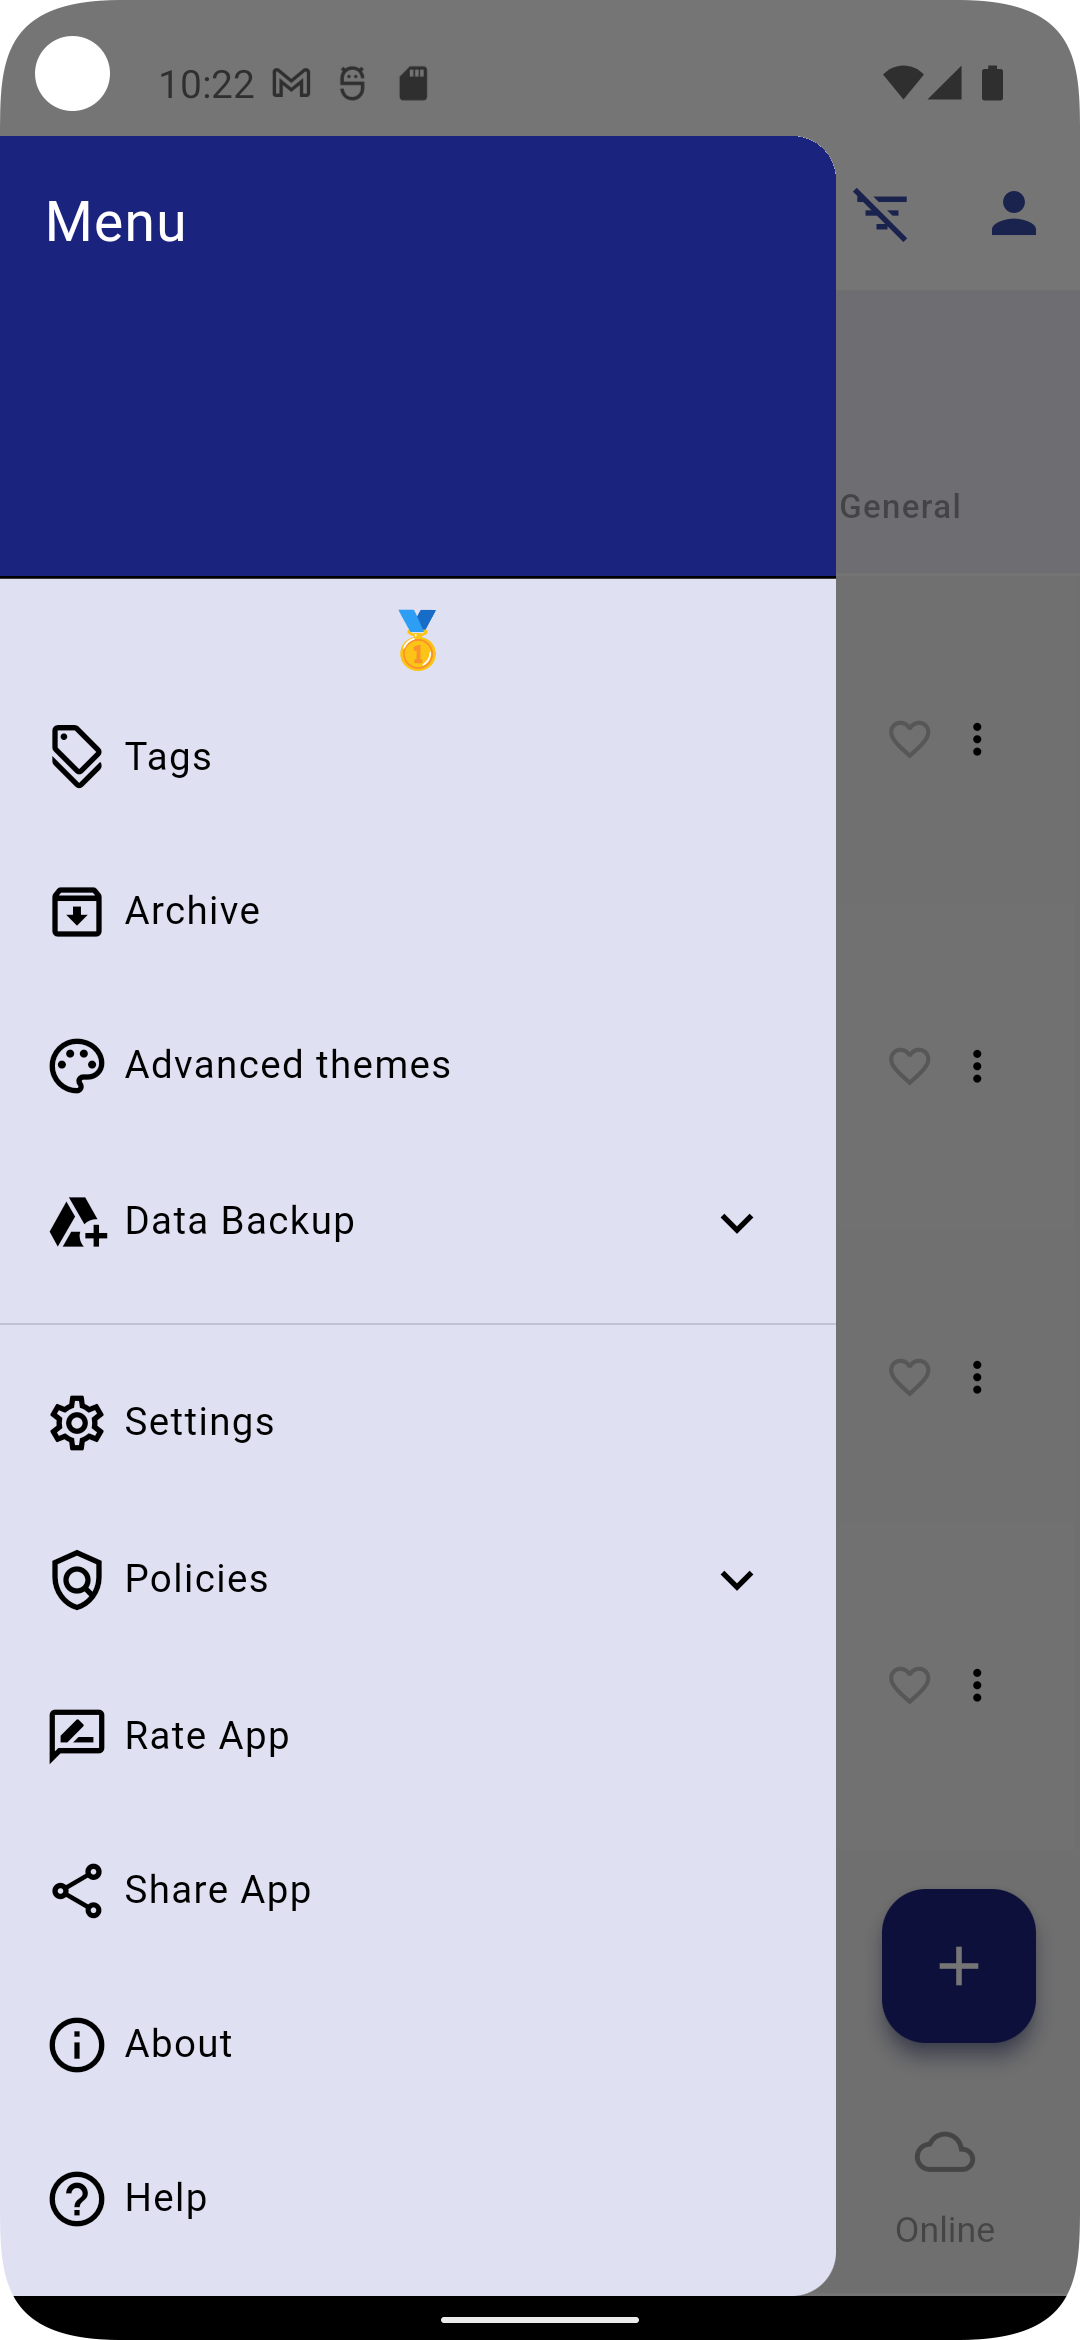 10:22
Menu
General
Tags
Archive
Advanced themes
Data Backup
Settings
Policies
Rate App
Share App
About
Help
Online